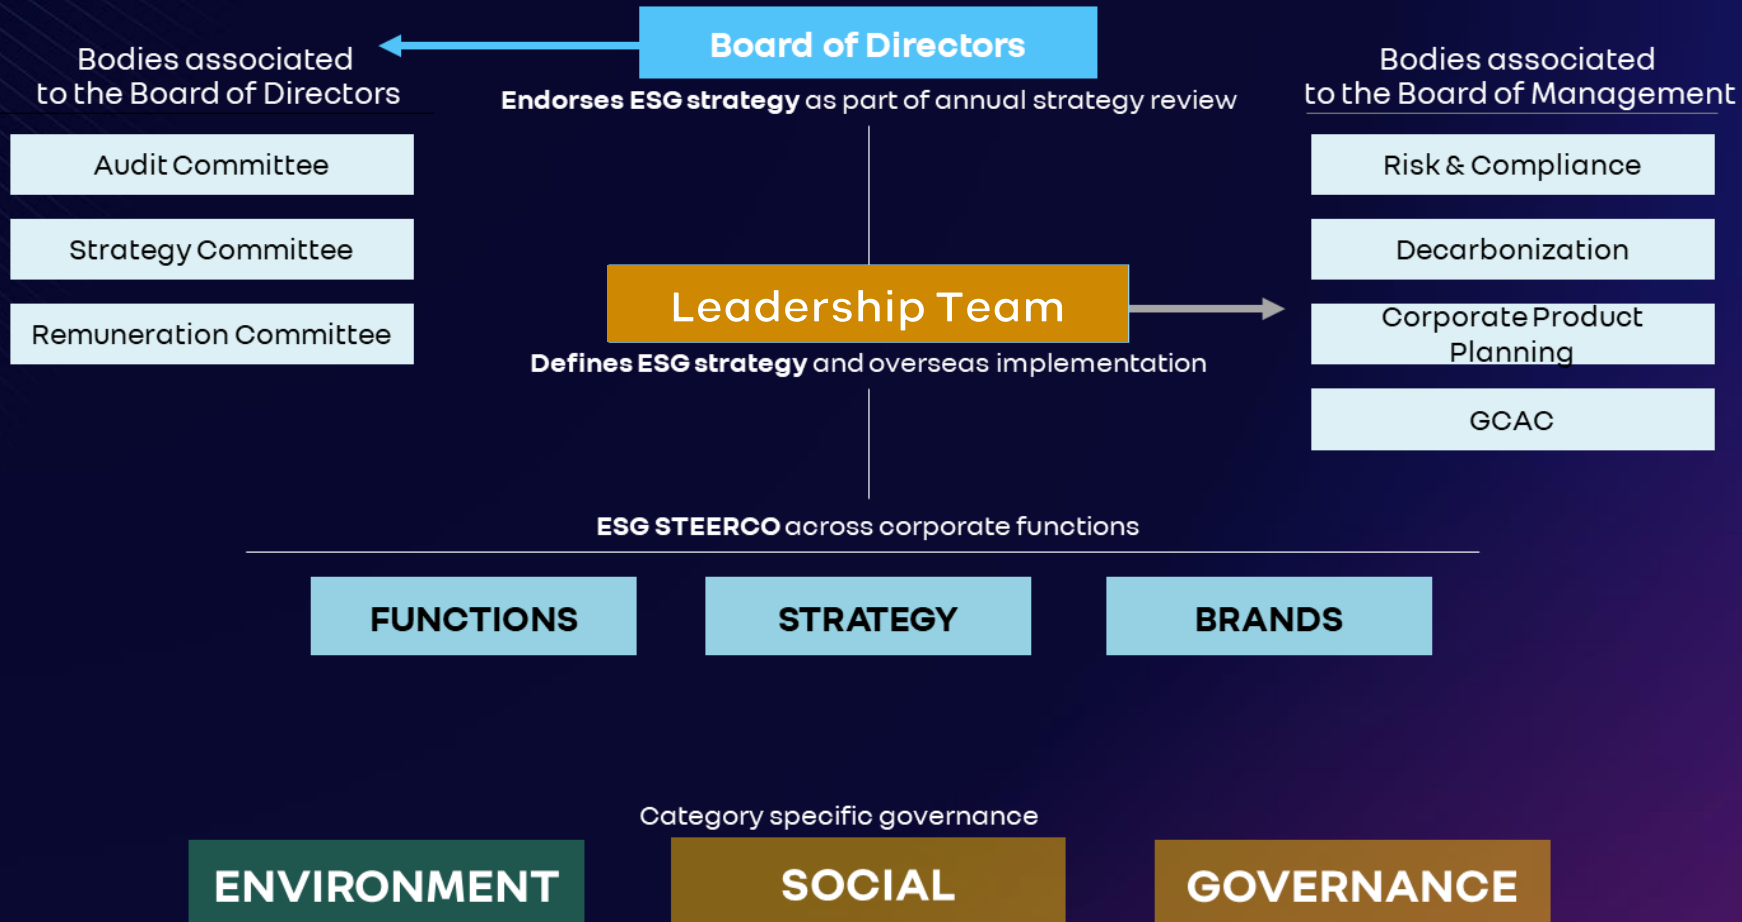 Board of Directors
Endorses ESG strategy as part of annual strategy review
Bodies associated
to the Board of Directors
Audit Committee
Strategy Committee
Remuneration Committee
Bodies associated
to the Board of Management
Risk & Compliance
Decarbonization
Corporate Product
Planning
GCAC
Leadership Team
Defines ESG strategy and overseas implementation
ESG STEERCO across corporate functions
FUNCTIONS
STRATEGY
BRANDS
Category specific governance
ENVIRONMENT
SOCIAL
GOVERNANCE